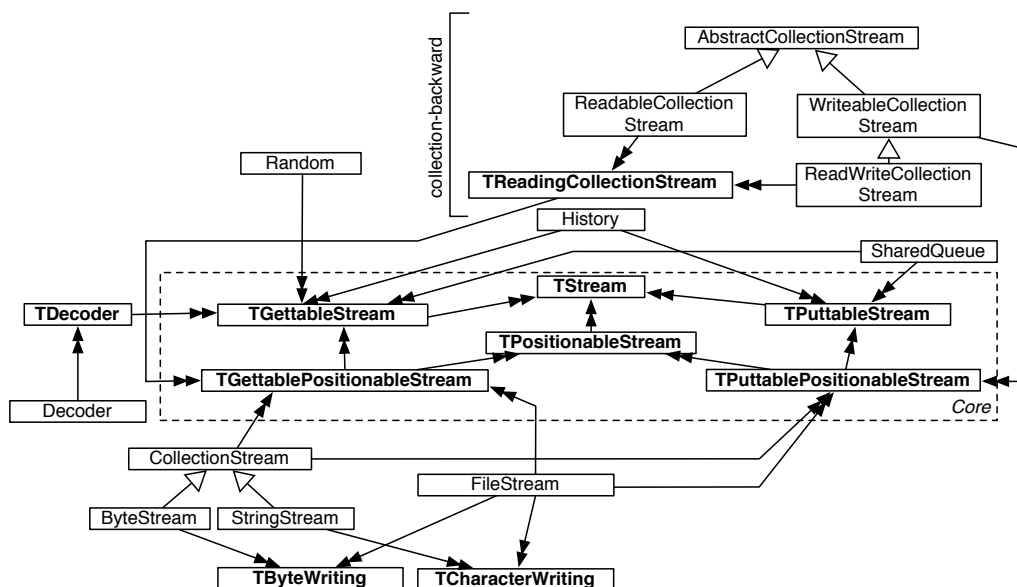 AbstractCollectionStream
collection-backward
ReadableCollection
Stream
WriteableCollection
Stream
Random
TReadingCollectionStream
ReadWriteCollection
Stream
History
SharedQueue
TStream
TDecoder
TGettableStream
TPuttableStream
TPositionableStream
TGettablePositionableStream
TPuttablePositionableStream
Decoder
Core
CollectionStream
FileStream
ByteStream
StringStream
TByteWriting
TCharacterWriting